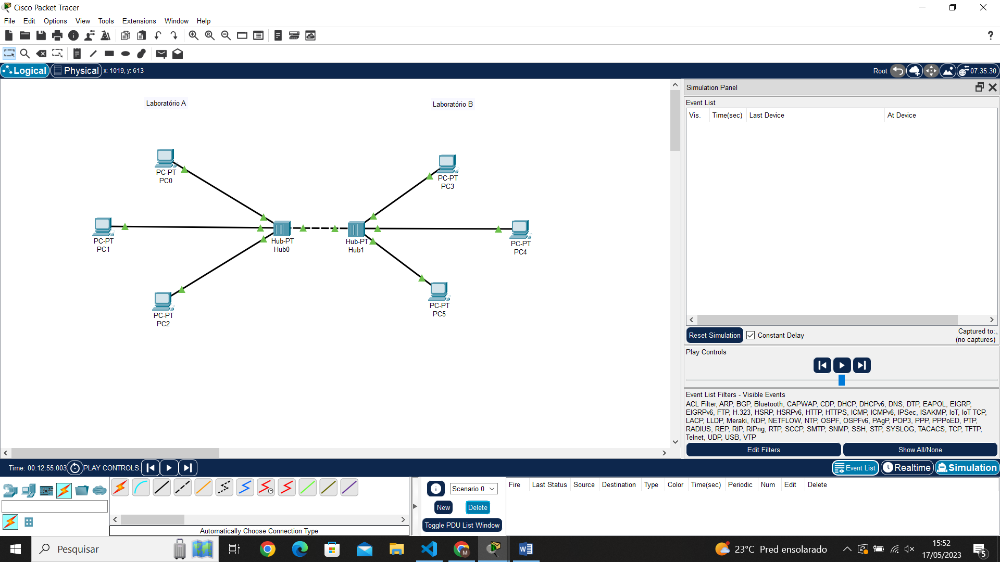 Cisco Packet Tracer
File Edit Options View Tools Extensions Window Help
Logical Physical x: 1019, y: 613 Root 07:35:30
Laboratório A
Laboratório B
PC-PT
PC0
PC-PT
PC3
PC-PT
PC1
Hub-PT
Hub0
Hub-PT
Hub1
PC-PT
PC4
PC-PT
PC2
PC-PT
PC5
Simulation Panel
Event List
Vis. Time(sec) Last Device At Device
Reset Simulation Constant Delay Captured to:
(no captures)
Play Controls
Event List Filters - Visible Events
ACL Filter, ARP, BGP, Bluetooth, CAPWAP, CDP, DHCP, DHCPv6, DNS, DTP, EAPOL, EIGRP,
EIGRPv6, FTP, H.323, HSRP, HSRPv6, HTTP, HTTPS, ICMP, ICMPv6, IPSec, ISAKMP, IoT, IoT TCP,
LACP, LLDP, Meraki, NDP, NETFLOW, NTP, OSPF, OSPFv6, PAgP, POP3, PPP, PPPoED, PTP,
RADIUS, REP, RIP, RIPng, RTP, SCCP, SMTP, SNMP, SSH, STP, SYSLOG, TACACS, TCP, TFTP,
Telnet, UDP, USB, VTP
Edit Filters Show All/None
Time: 00:12:55.003 PLAY CONTROLS: Event List Realtime Simulation
Scenario 0
New Delete
Toggle PDU List Window
Fire Last Status Source Destination Type Color Time(sec) Periodic Num Edit Delete
Automatically Choose Connection Type
Pesquisar
M
23°C Pred ensolarado
15:52
17/05/2023
5